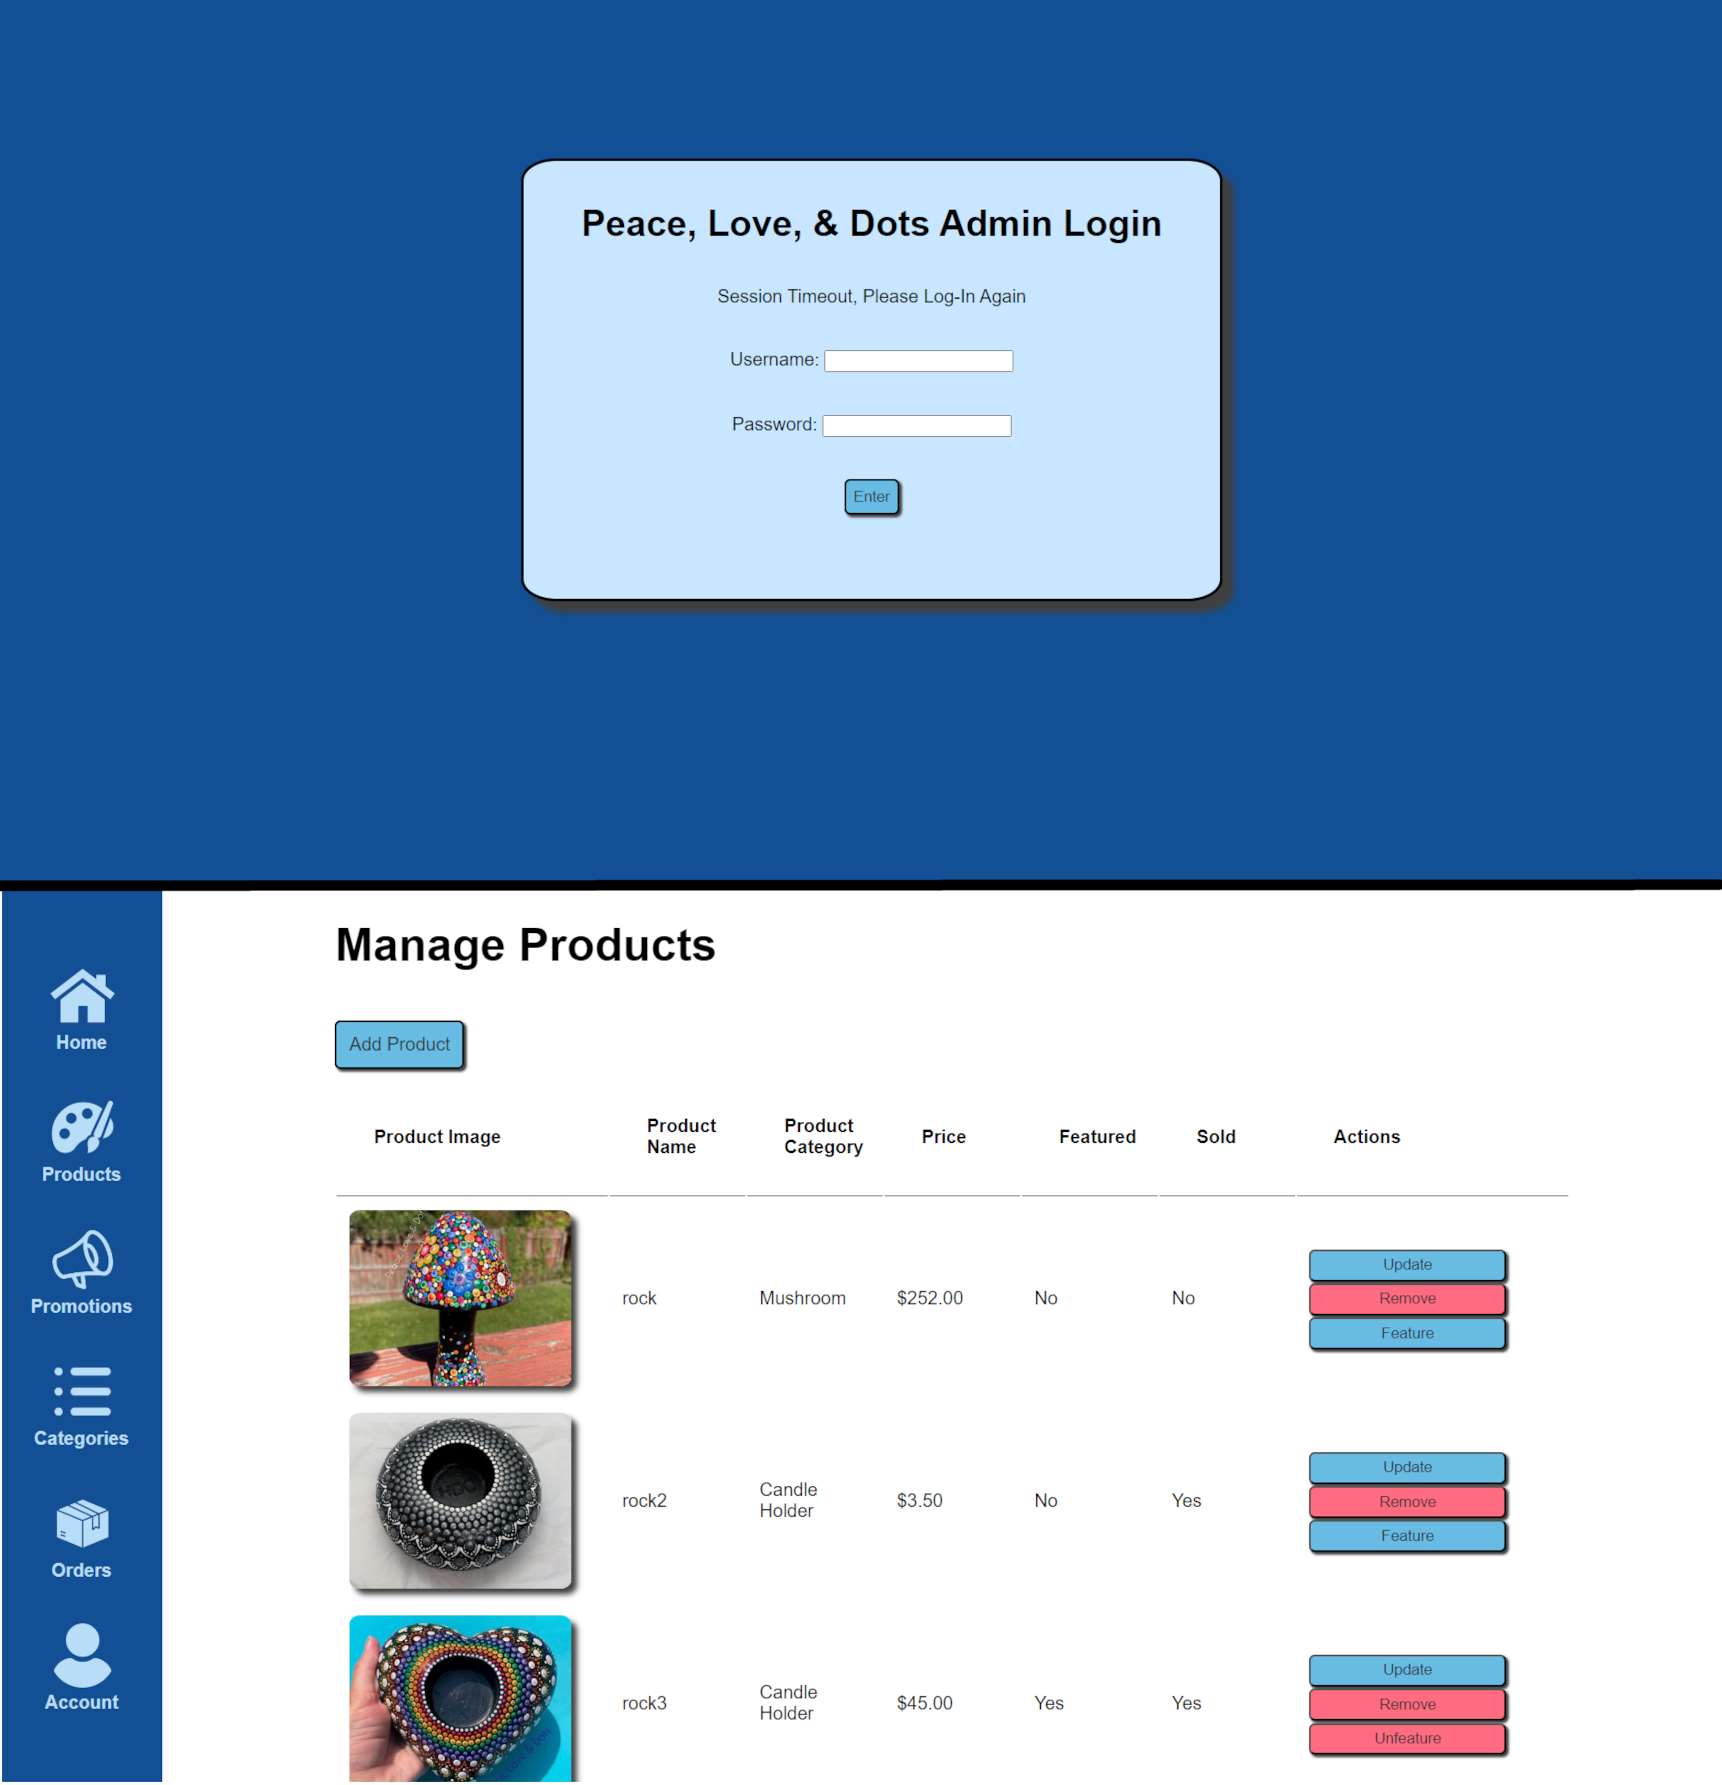 Peace, Love, & Dots Admin Login
Session Timeout, Please Log-In Again
Username:
Password:
Enter
Manage Products
Home
Products
Promotions
Categories
Orders
Account
Add Product
Product Image
Product
Name
Product
Category
Price
Featured
Sold
Actions
rock
Mushroom
$252.00
No
No
Update
Remove
Feature
rock2
Candle
Holder
$3.50
No
Yes
Update
Remove
Feature
rock3
Candle
Holder
$45.00
Yes
Yes
Update
Remove
Unfeature
Love & Dots